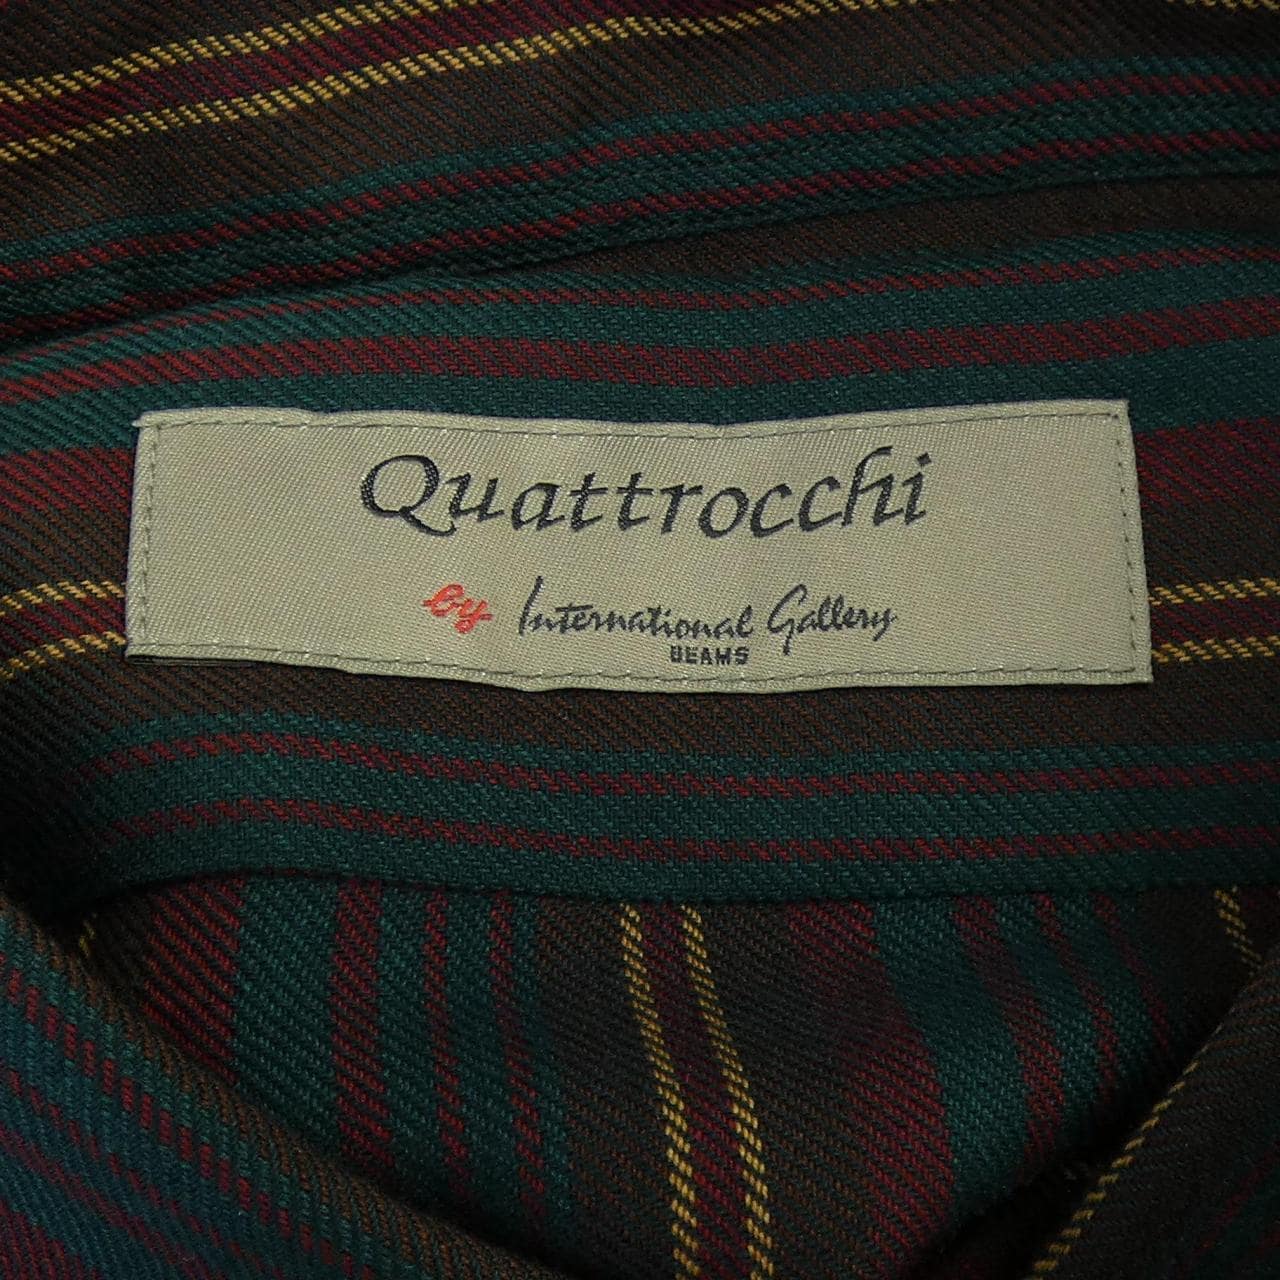 Quattrocchi
by International Gallery
BEAMS